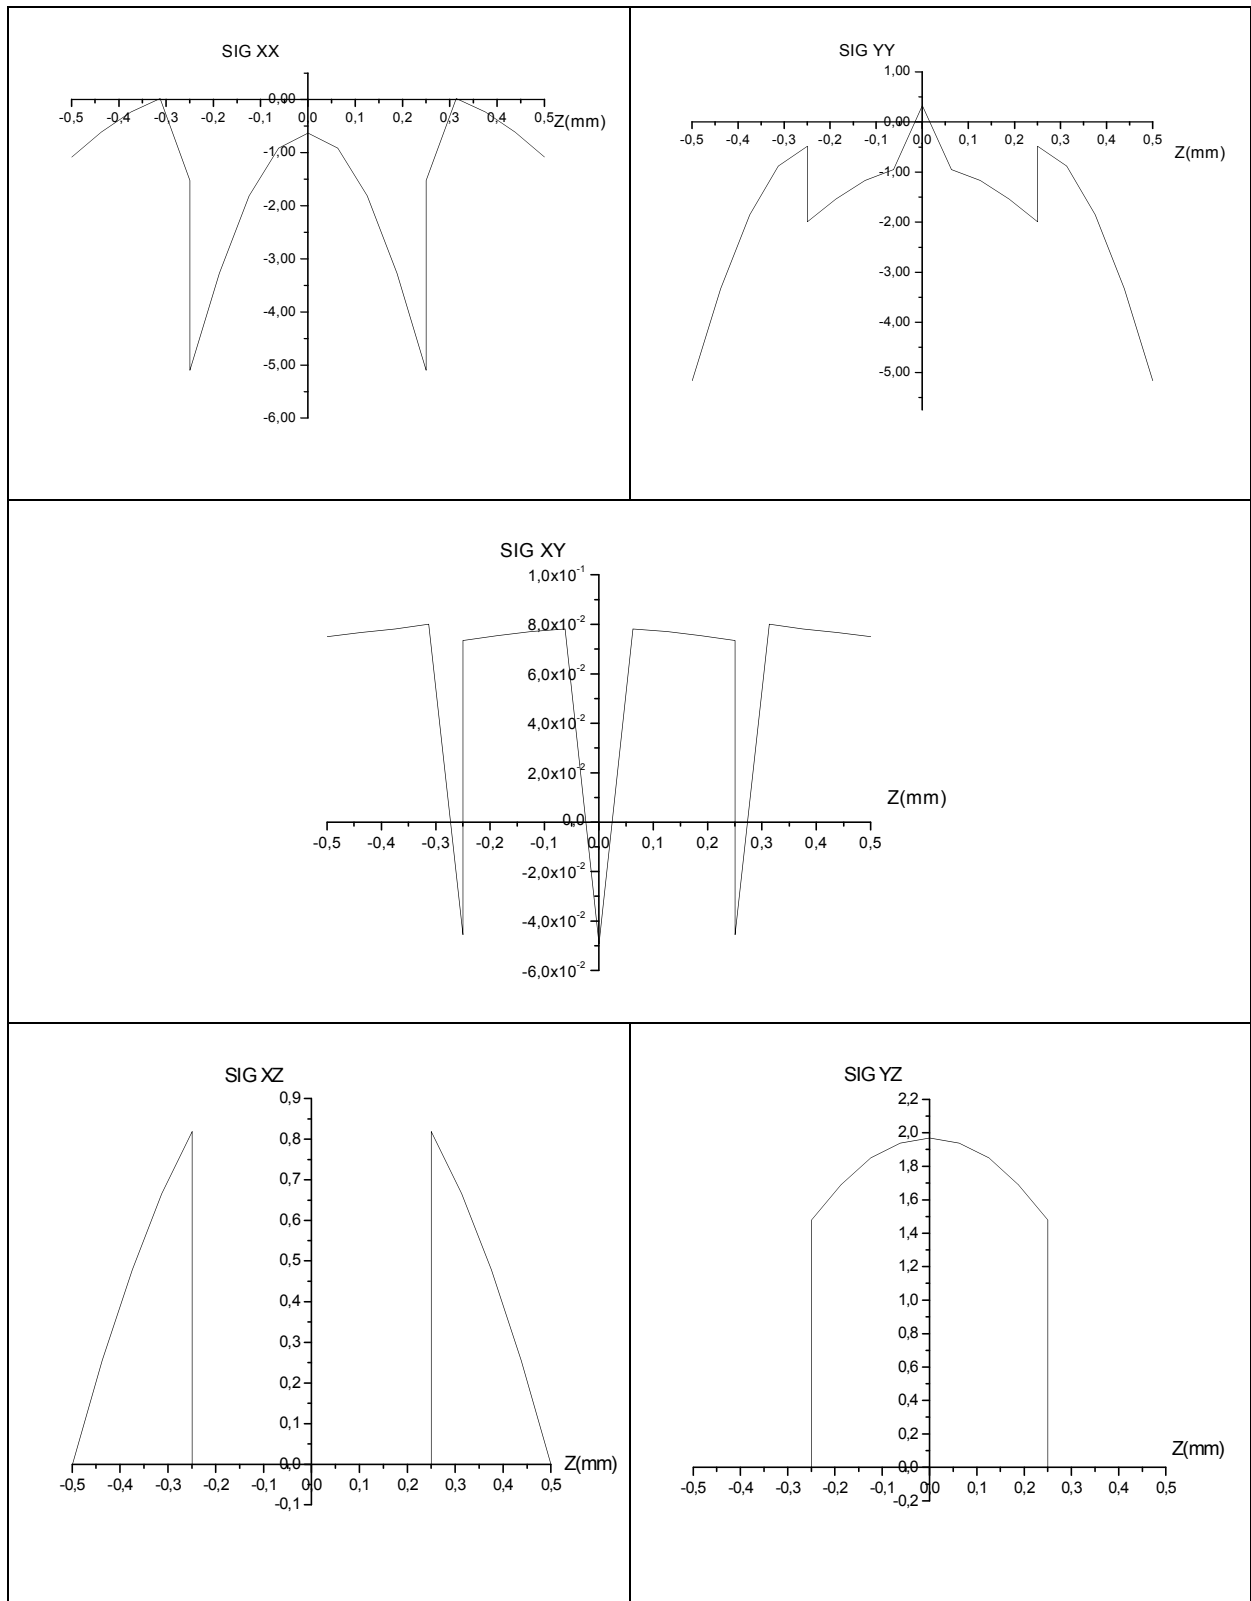 SIG XX
0,00
-0,5 -0,4 -0,3 -0,2 -0,1 0,0 0,1 0,2 0,3 0,4 0,5 Z(mm)
-1,00
-2,00
-3,00
-4,00
-5,00
-6,00
SIG YY
1,00
0,00
-0,5 -0,4 -0,3 -0,2 -0,1 0,0 0,1 0,2 0,3 0,4 0,5
Z(mm)
-1,00
-2,00
-3,00
-4,00
-5,00
SIG XY
1,0x10-1
8,0x10-2
6,0x10-2
4,0x10-2
2,0x10-2
Z(mm)
0,0
-0,5 -0,4 -0,3 -0,2 -0,1 0,0 0,1 0,2 0,3 0,4 0,5
-2,0x10-2
-4,0x10-2
-6,0x10-2
SIG XZ
0,9
0,8
0,7
0,6
0,5
0,4
0,3
0,2
0,1
0,0 Z(mm)
-0,5 -0,4 -0,3 -0,2 -0,1 0,0 0,1 0,2 0,3 0,4 0,5
-0,1
SIG YZ
2,2
2,0
1,8
1,6
1,4
1,2
1,0
0,8
0,6
0,4
0,2
Z(mm)
0,0
-0,5 -0,4 -0,3 -0,2 -0,1 0,0 0,1 0,2 0,3 0,4 0,5
-0,2